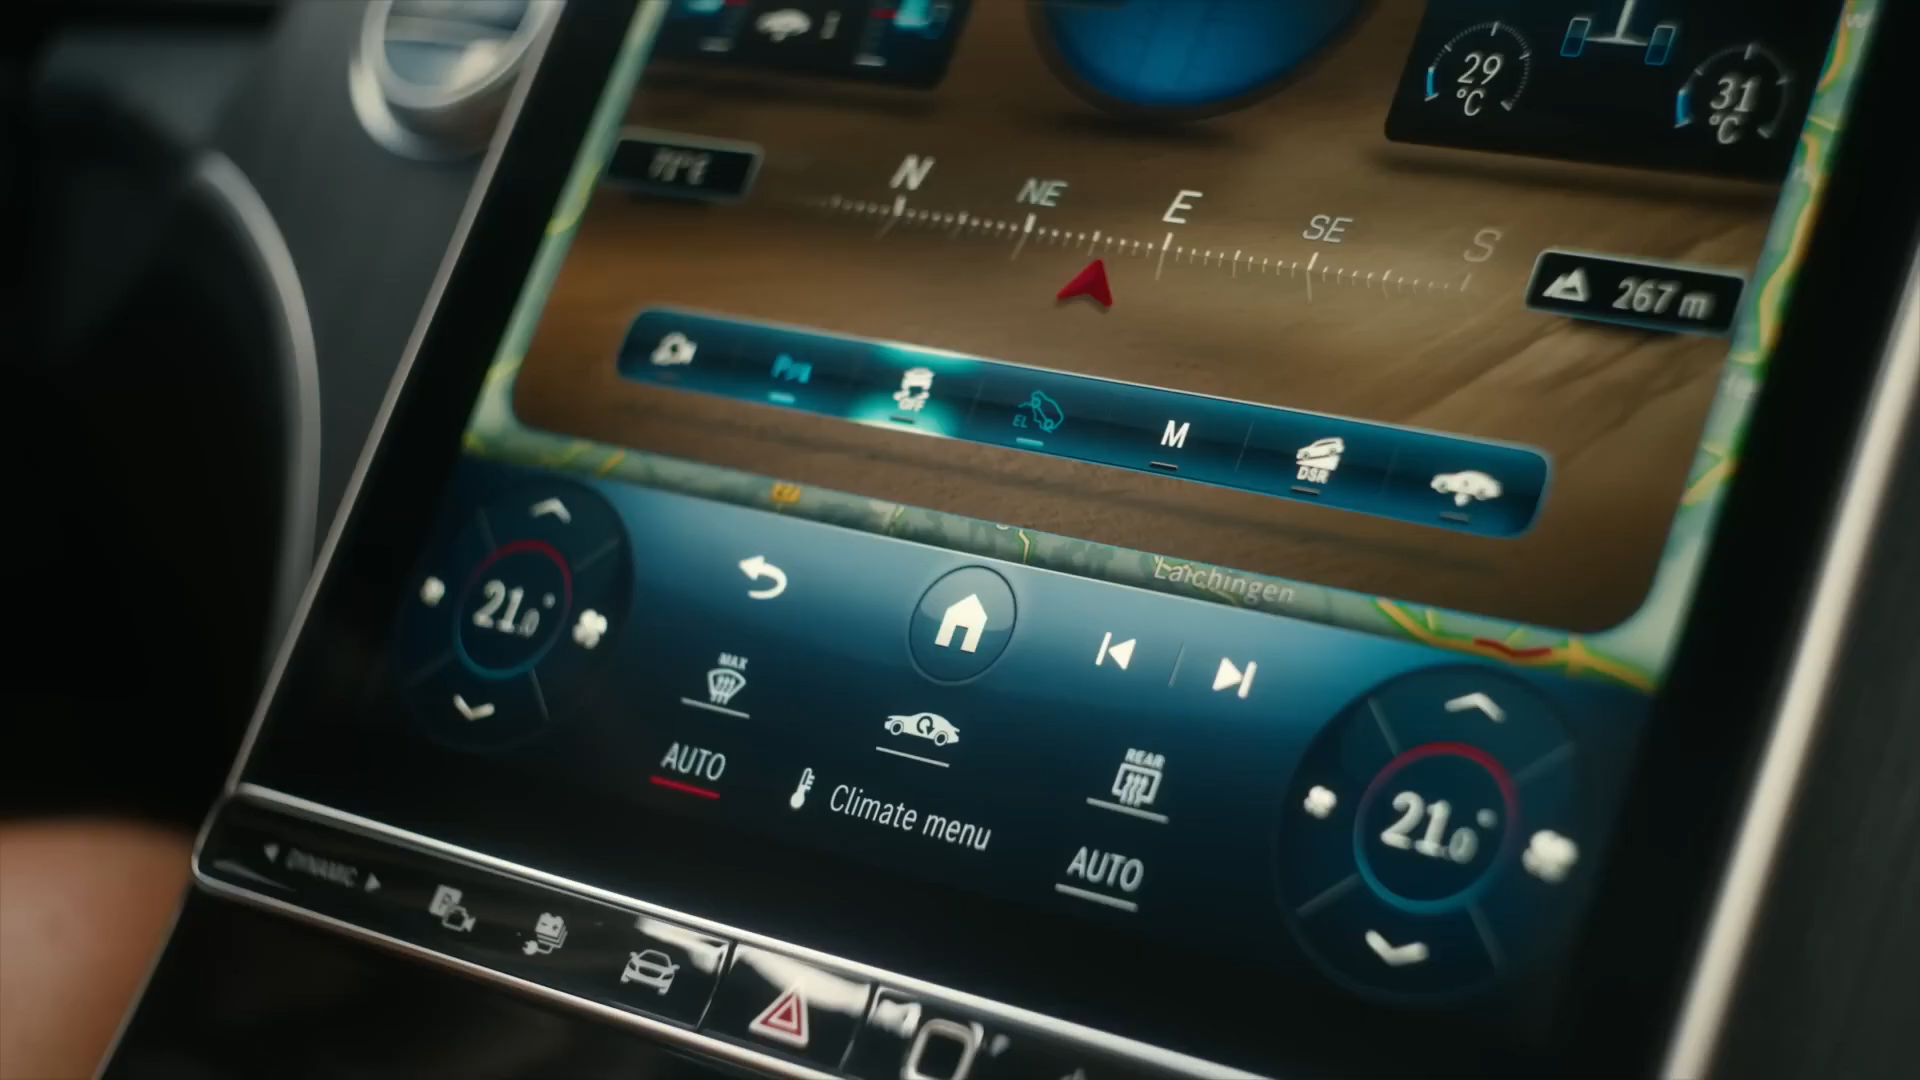 29
°C
31
°C
N
NE
E
SE
S
267 m
OFF
EL
M
DSR
Laichingen
21.0°
MAX
AUTO
Climate menu
REAR
AUTO
21.0°
DYNAMIC